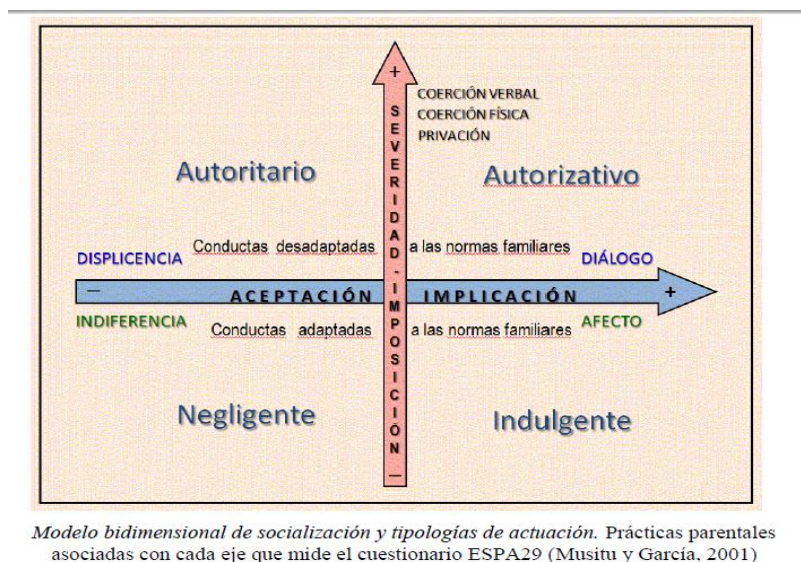 +
COERCIÓN VERBAL
COERCIÓN FÍSICA
PRIVACIÓN
SEVERIDAD-IMPOSICIÓN
Autoritario
Autorizativo
Conductas desadaptadas a las normas familiares
DISPLICENCIA
DIÁLOGO
— ACEPTACIÓN IMPLICACIÓN +
INDIFERENCIA
AFECTO
Conductas adaptadas a las normas familiares
Negligente
Indulgente
—
Modelo bidimensional de socialización y tipologías de actuación. Prácticas parentales
asociadas con cada eje que mide el cuestionario ESPA29 (Musitu y García, 2001)